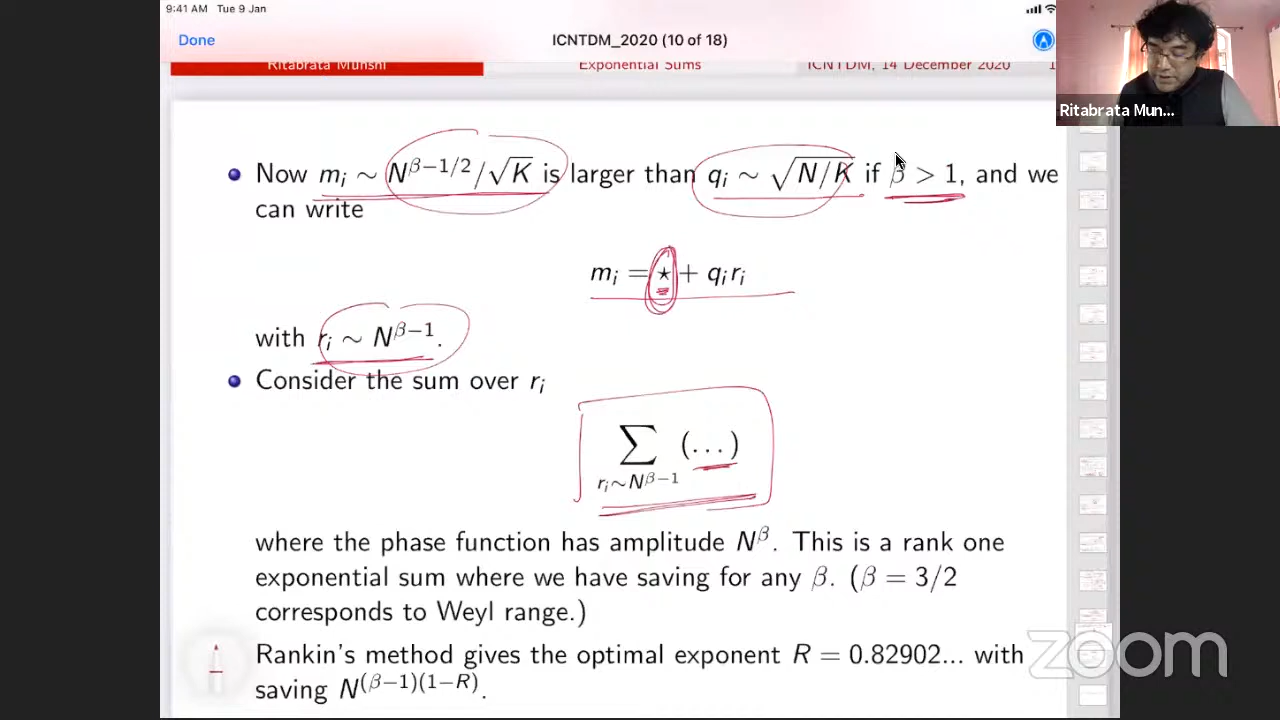 9:41 AM Tue 9 Jan
Done
ICNTDM_2020 (10 of 18)
Ritabrata Munshi
Exponential Sums
ICNTDM, 14 December 2020
Ritabrata Mun...
Now mᵢ ∼ N^{β−1/2}/√K is larger than qᵢ ∼ √(N/K) if β > 1, and we
can write
mᵢ = ⋆ + qᵢrᵢ
with rᵢ ∼ N^{β−1}.
Consider the sum over rᵢ
∑_{rᵢ∼N^{β−1}} (...)
where the phase function has amplitude N^β. This is a rank one
exponential sum where we have saving for any β. (β = 3/2
corresponds to Weyl range.)
Rankin's method gives the optimal exponent R = 0.82902... with
saving N^{(β−1)(1−R)}.
zoom